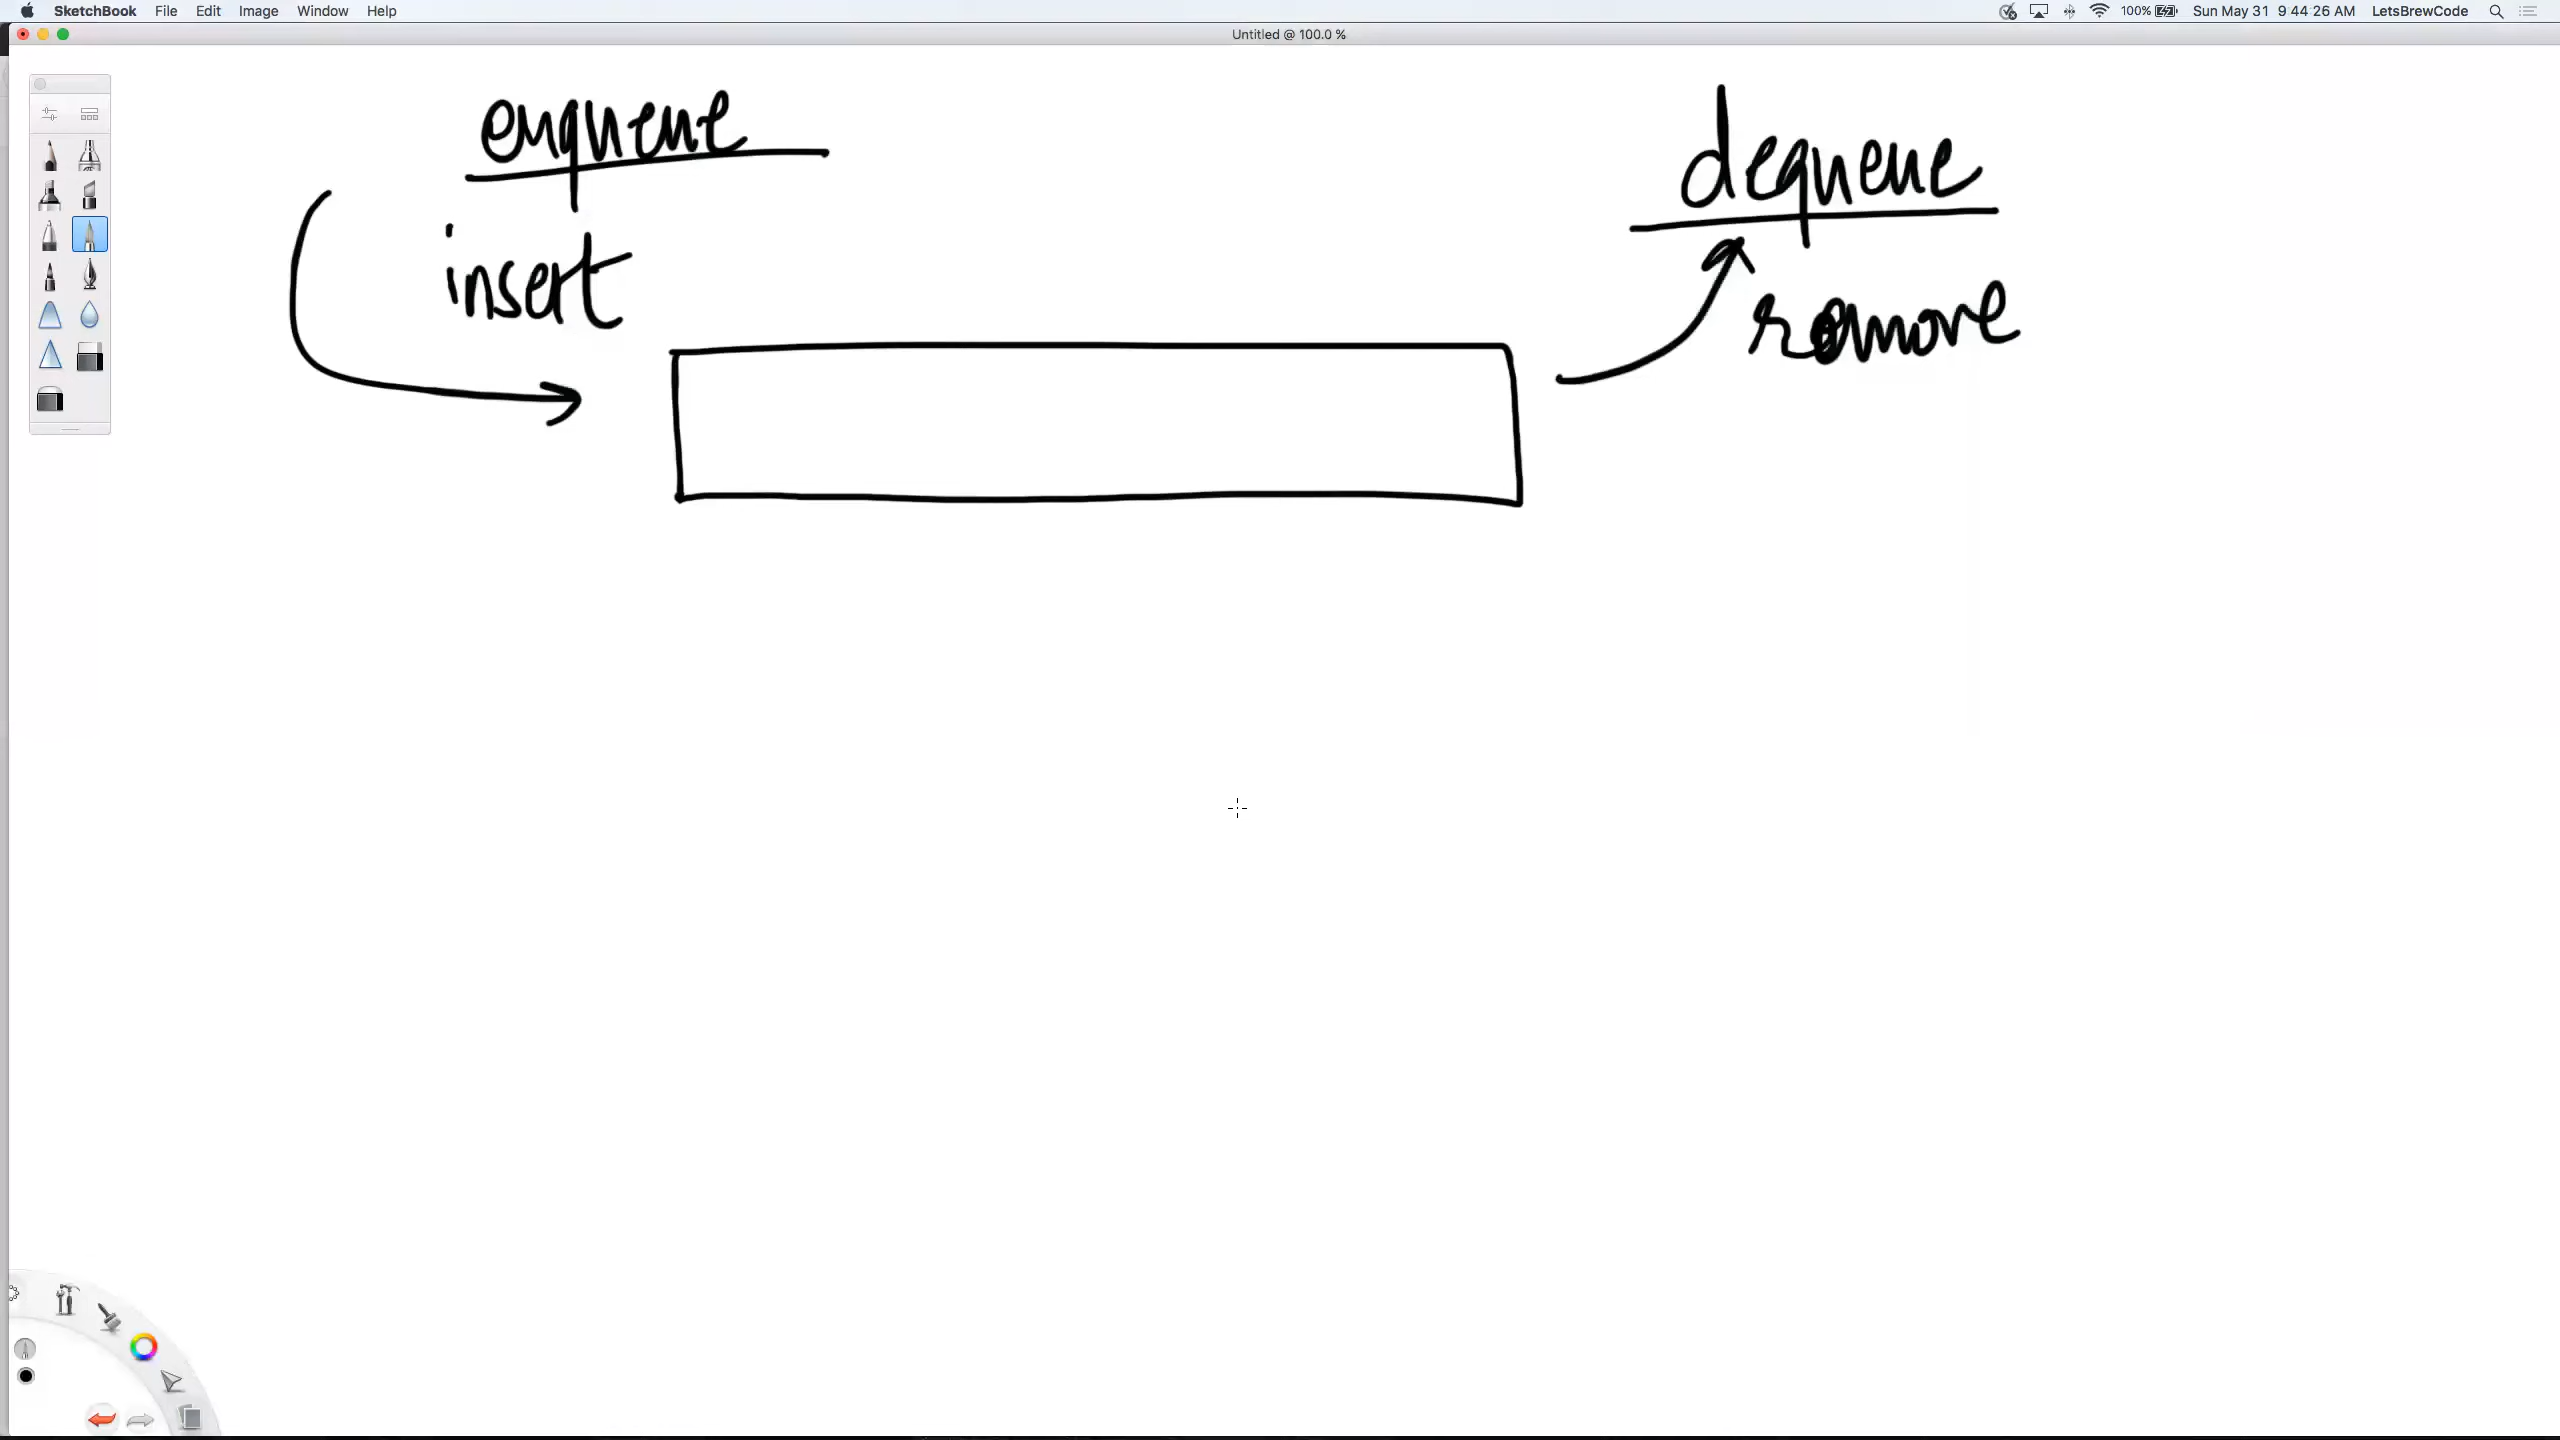 SketchBook File Edit Image Window Help 100% Sun May 31 9:44:26 AM LetsBrewCode
Untitled @ 100.0 %
enqueue
dequeue
insert
remove